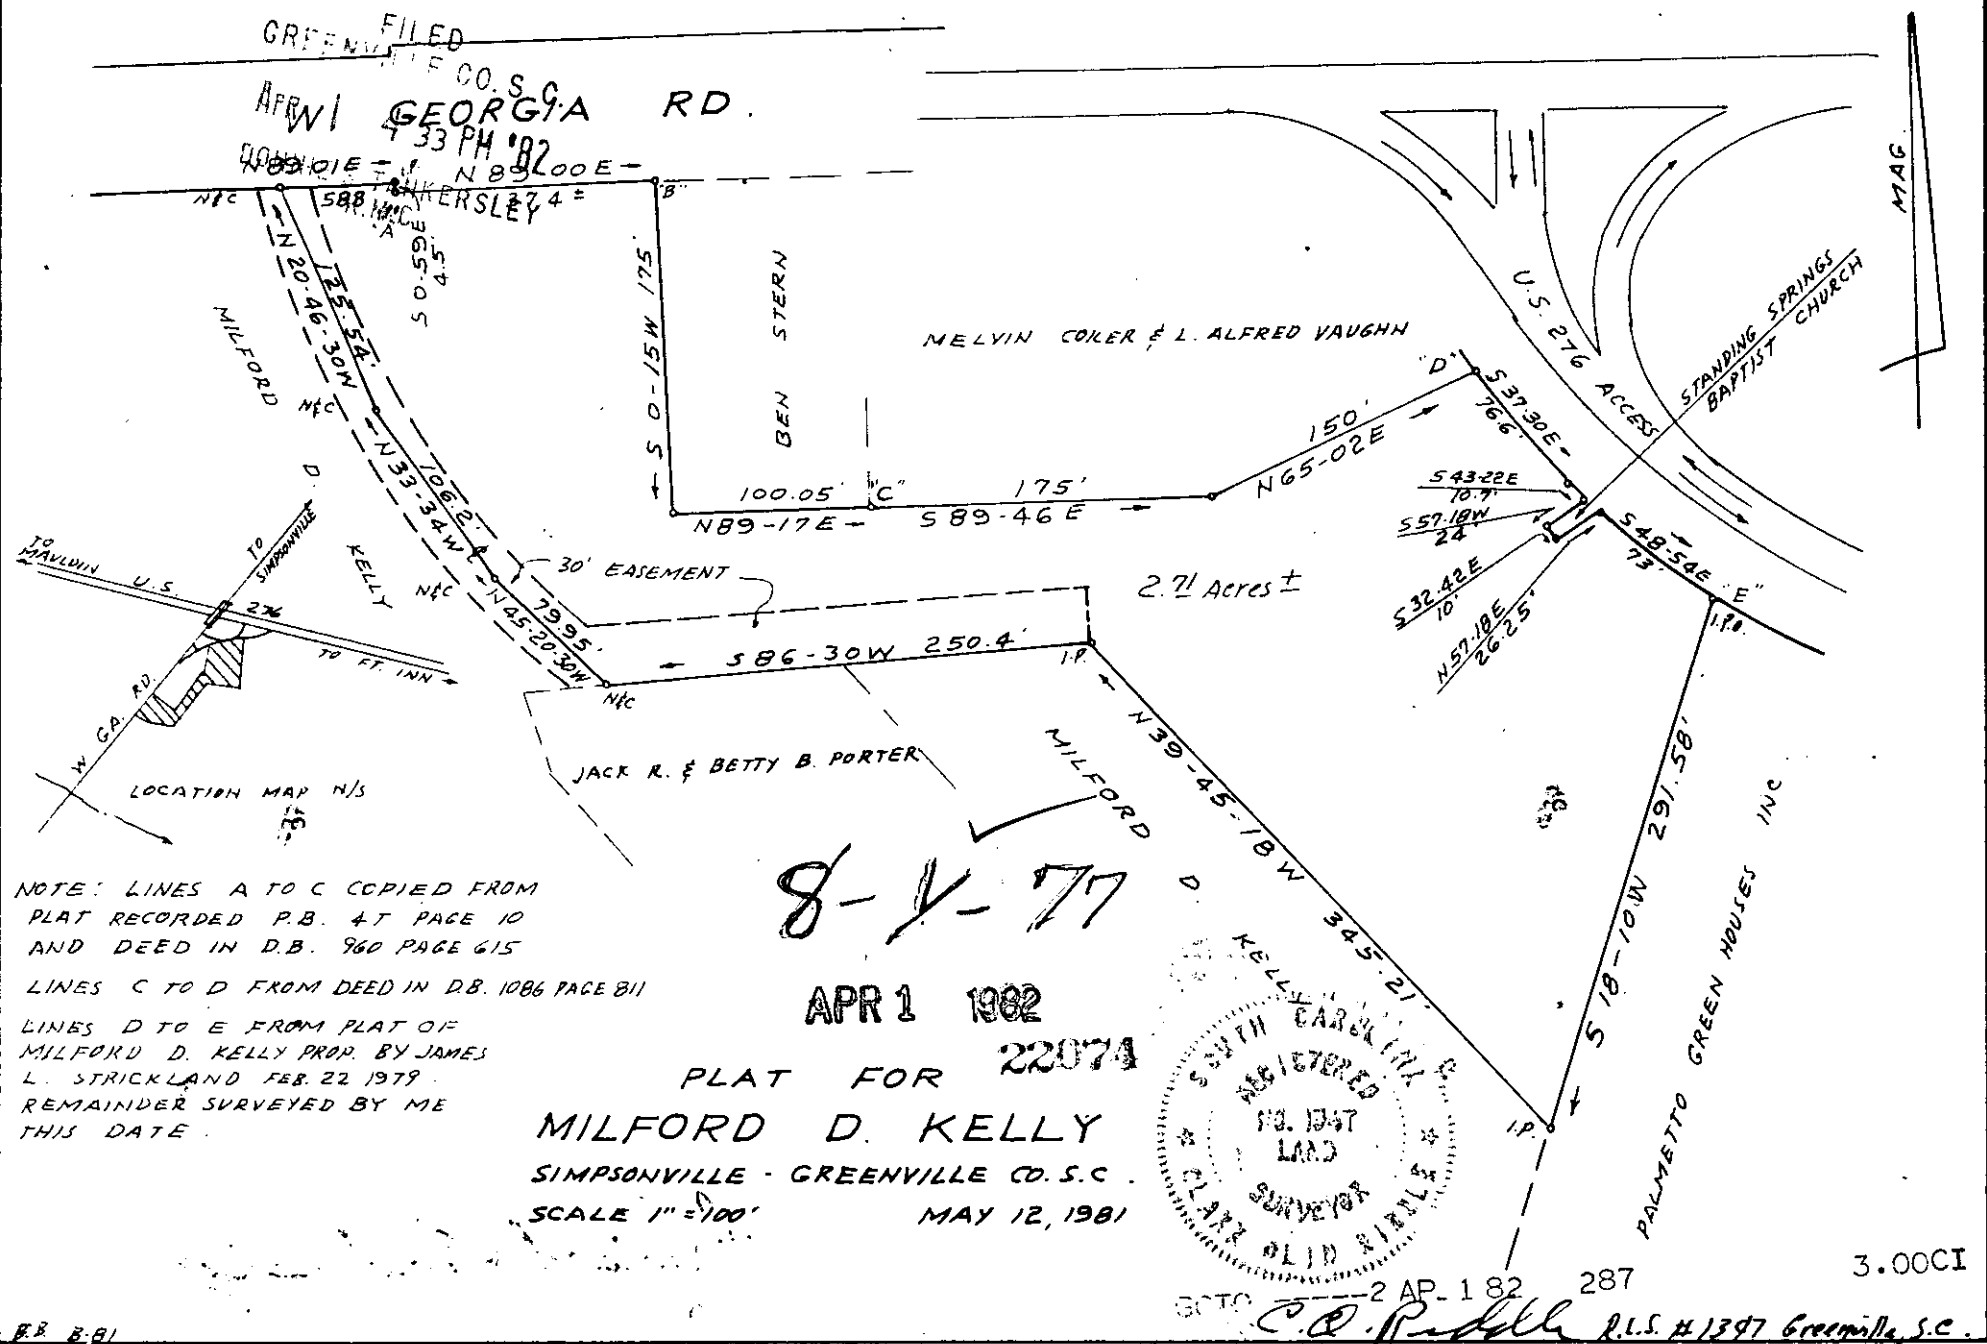 FILED
GREENVILLE CO. S.C.
APR 1 4 33 PM '82
W GEORGIA RD.
N89-01E
N 89-00E
N&C
588
274±
R.M.C.
"A"
"B"
S 0-59E
4.5
N 20-46-30W
125.54'
MILFORD D. KELLY
N&C
N33-34W
106.2'
N&C
N45-20-30W
79.95'
N&C
S 0-15W 175'
BEN STERN
MELVIN COKER & L. ALFRED VAUGHN
100.05'
N89-17E
"C"
175'
S 89-46 E
150'
N65-02E
"D"
S 37-30E
76.6'
S 43-22E
10.7'
S 57-18W
24'
S 32-42E
10'
N 57-18E
26.25'
S 48-54E
73'
"E"
I.P.O.
U.S. 276 ACCESS
STANDING SPRINGS
BAPTIST CHURCH
MAG
30' EASEMENT
2.71 Acres ±
S 86-30W 250.4'
I.P.
N 39-45-18 W 345.21'
MILFORD D. KELLY
S 18-10W 291.58'
I.P.
PALMETTO GREEN HOUSES INC
JACK R. & BETTY B. PORTER
TO MAULDIN
U.S. 276
TO SIMPSONVILLE
TO FT. INN
W GA. RD.
LOCATION MAP N/S
NOTE: LINES A TO C COPIED FROM
PLAT RECORDED P.B. 4T PAGE 10
AND DEED IN D.B. 960 PAGE 615
LINES C TO D FROM DEED IN D.B. 1086 PAGE 811
LINES D TO E FROM PLAT OF
MILFORD D. KELLY PROP. BY JAMES
L. STRICKLAND FEB. 22 1979
REMAINDER SURVEYED BY ME
THIS DATE.
8-Y-77
APR 1 1982
22074
PLAT FOR
MILFORD D. KELLY
SIMPSONVILLE - GREENVILLE CO. S.C.
SCALE 1"=100' MAY 12, 1981
SOUTH CAROLINA
REGISTERED
NO. 1347
LAND
SURVEYOR
2 AP- 1 82 287
3.00CI
C.O. Riddle R.L.S. #1347 Greenville, S.C.